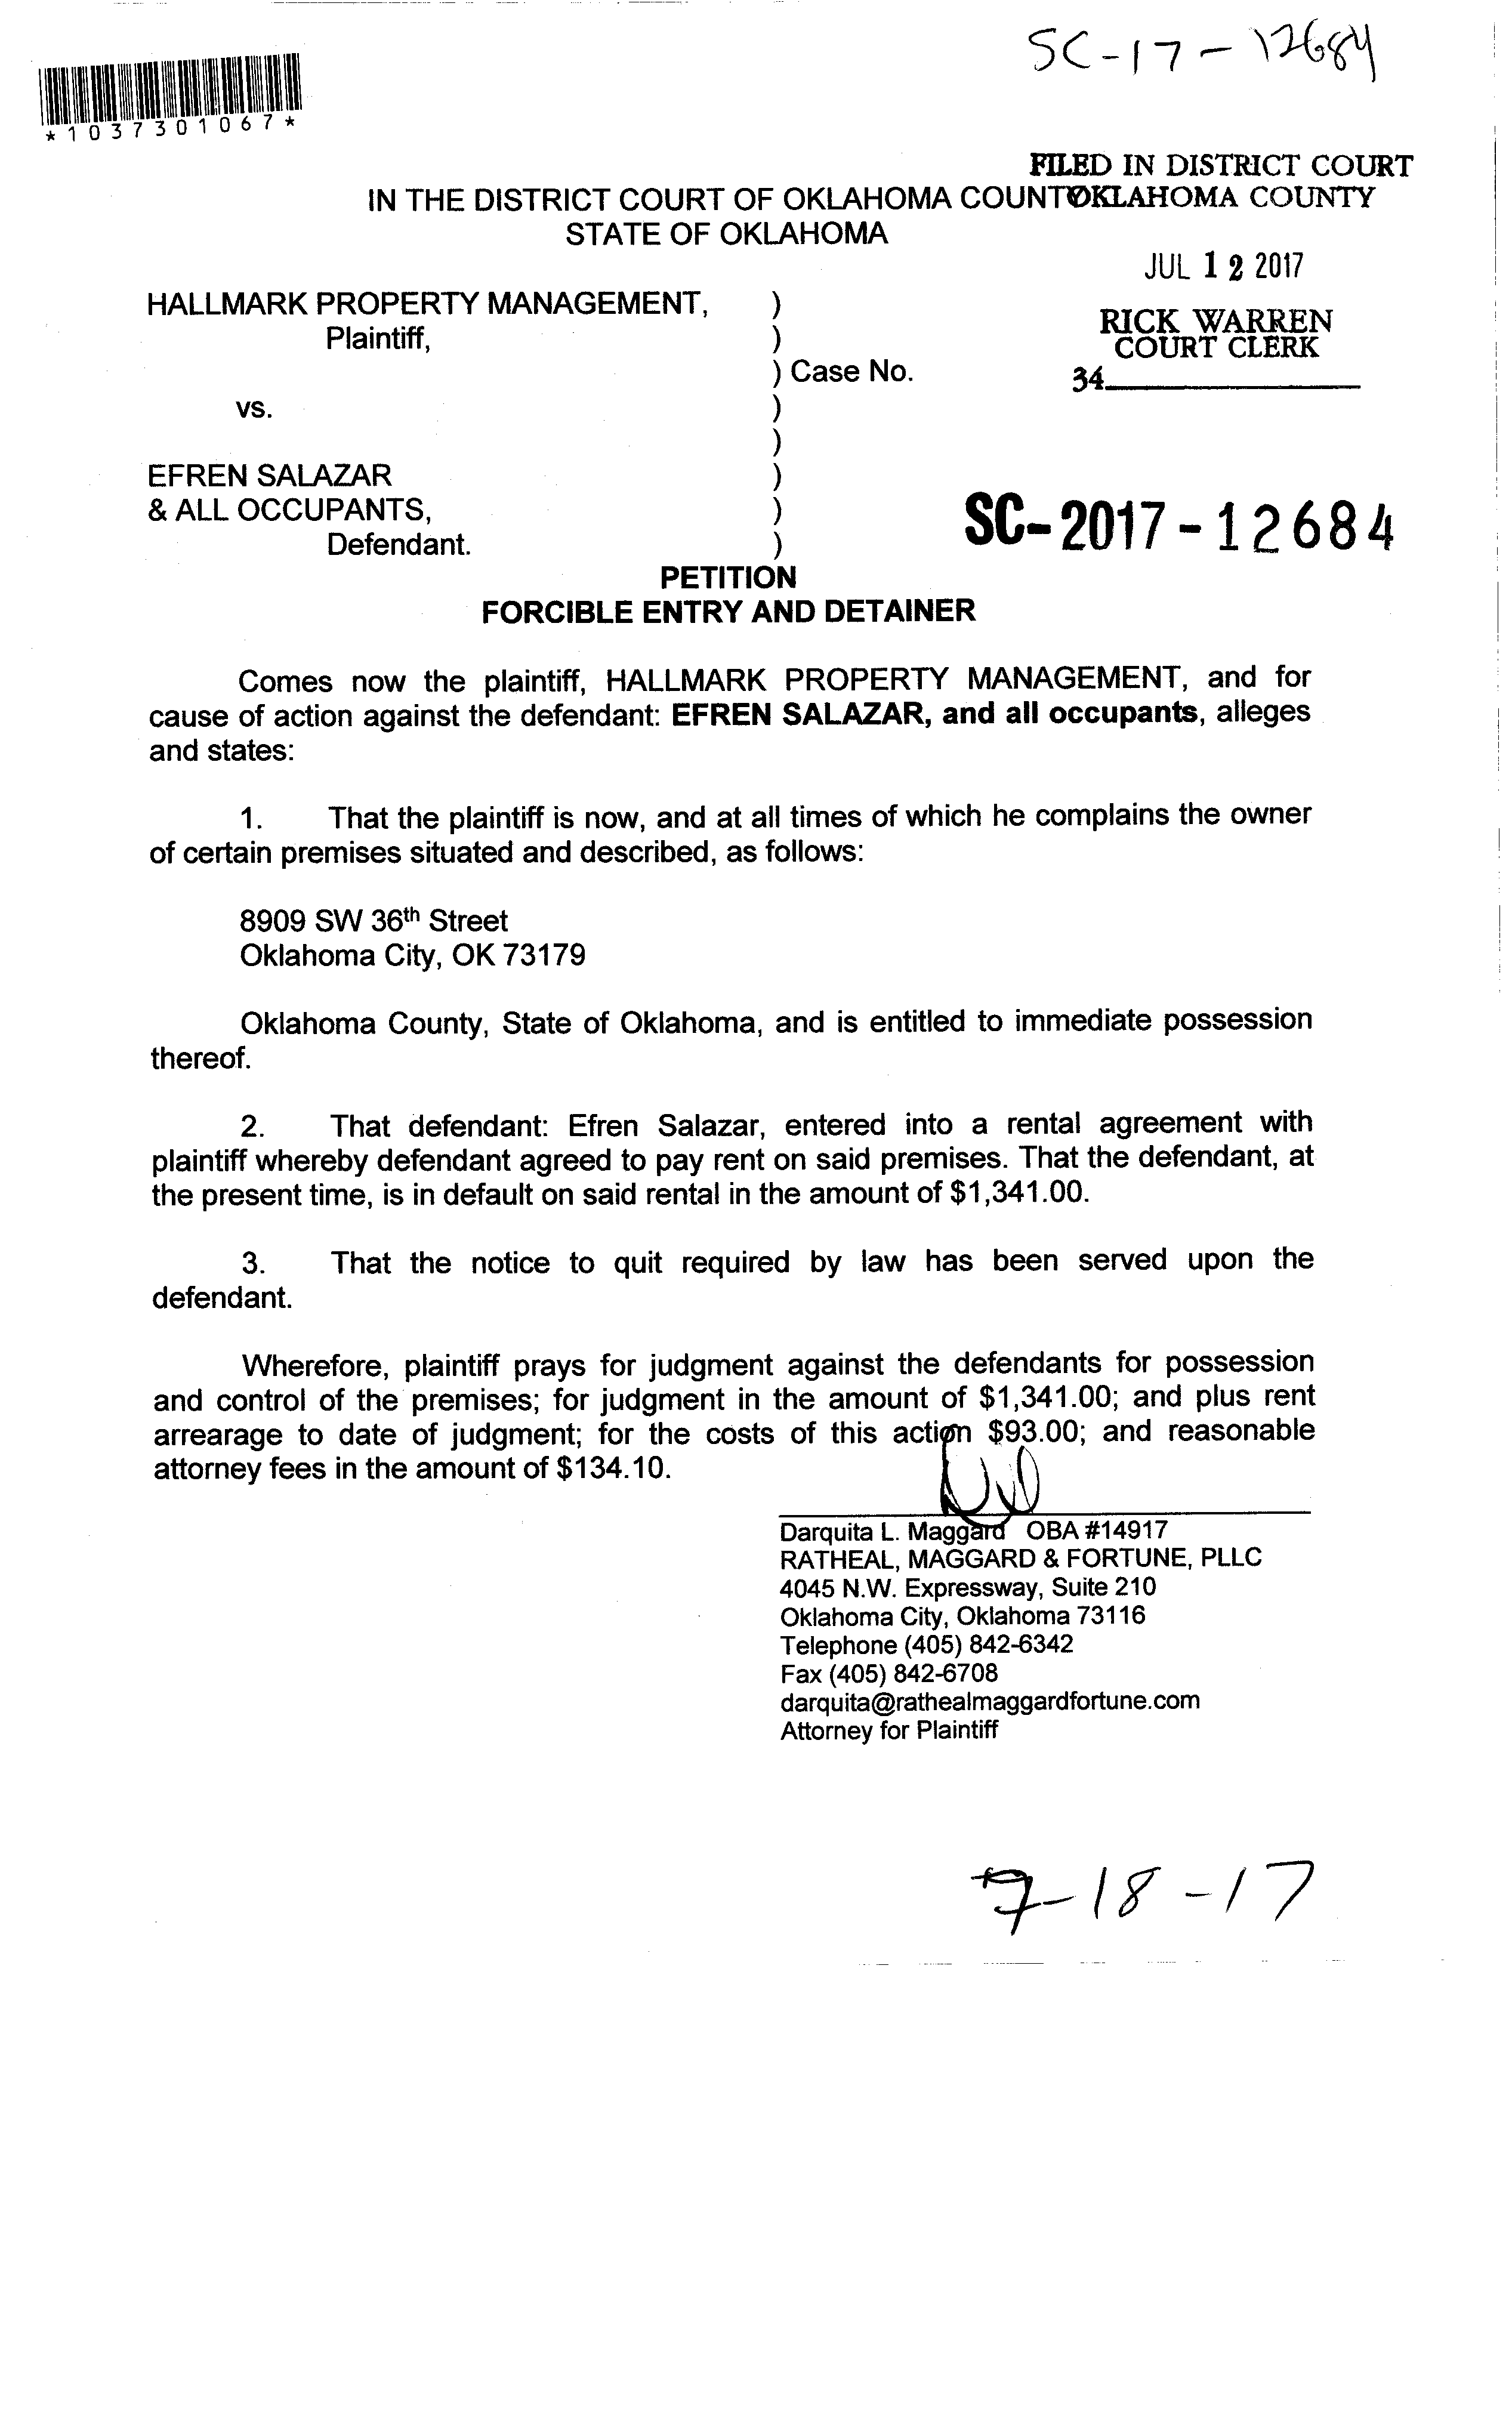 SC-17-12684
*1037301067*
FILED IN DISTRICT COURT
OKLAHOMA COUNTY
IN THE DISTRICT COURT OF OKLAHOMA COUNTY
STATE OF OKLAHOMA
JUL 12 2017
RICK WARREN
COURT CLERK
34
HALLMARK PROPERTY MANAGEMENT, )
Plaintiff, )
) Case No.
vs. )
)
EFREN SALAZAR )
& ALL OCCUPANTS, )
Defendant. )
SC-2017-12684
PETITION
FORCIBLE ENTRY AND DETAINER
Comes now the plaintiff, HALLMARK PROPERTY MANAGEMENT, and for
cause of action against the defendant: EFREN SALAZAR, and all occupants, alleges
and states:
1. That the plaintiff is now, and at all times of which he complains the owner
of certain premises situated and described, as follows:
8909 SW 36th Street
Oklahoma City, OK 73179
Oklahoma County, State of Oklahoma, and is entitled to immediate possession
thereof.
2. That defendant: Efren Salazar, entered into a rental agreement with
plaintiff whereby defendant agreed to pay rent on said premises. That the defendant, at
the present time, is in default on said rental in the amount of $1,341.00.
3. That the notice to quit required by law has been served upon the
defendant.
Wherefore, plaintiff prays for judgment against the defendants for possession
and control of the premises; for judgment in the amount of $1,341.00; and plus rent
arrearage to date of judgment; for the costs of this action $93.00; and reasonable
attorney fees in the amount of $134.10.
Darquita L. Maggard OBA #14917
RATHEAL, MAGGARD & FORTUNE, PLLC
4045 N.W. Expressway, Suite 210
Oklahoma City, Oklahoma 73116
Telephone (405) 842-6342
Fax (405) 842-6708
darquita@rathealmaggardfortune.com
Attorney for Plaintiff
7-18-17